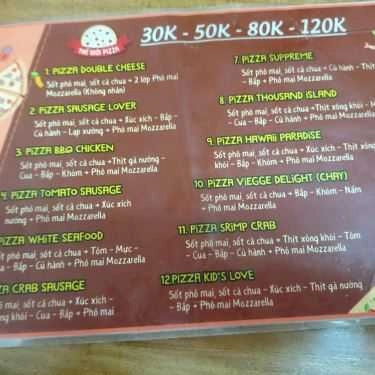 THẾ GIỚI PIZZA
30K - 50K - 80K - 120K
1. PIZZA DOUBLE CHEESE
Sốt phô mai, sốt cà chua + 2 lớp Phô mai
Mozzarella (Không nhân)
2. PIZZA SAUSAGE LOVER
Sốt phô mai, sốt cà chua + Xúc xích - Bắp -
Củ hành - Lạp xưởng + Phô mai Mozzarella
3. PIZZA BBQ CHICKEN
Sốt phô mai, sốt cà chua +Thịt gà nướng -
Cua - Bắp - Khóm + Phô mai Mozzarella
4. PIZZA TOMATO SAUSAGE
Sốt phô mai, sốt cà chua + Xúc xích
nướng + Phô mai Mozzarella
PIZZA WHITE SEAFOOD
Sốt phô mai, sốt cà chua + Tôm - Mực -
- Cua - Bắp - Củ hành + Phô mai Mozzarella
CRAB SAUSAGE
mai, sốt cà chua + Xúc xích -
khói - Cua - Bắp + Phô mai
7. PIZZA SUPPREME
Sốt phô mai, sốt cà chua + Củ hành - Thịt
+ Phô mai Mozzarella
8. PIZZA THOUSAND ISLAND
Sốt phô mai, sốt cà chua +Thịt xông khói - M
- Cua - Bắp - Củ hành + Phô mai Mozzarella
9. PIZZA HAWAII PARADISE
Sốt phô mai, sốt cà chua +Thịt xông khói -
- Bắp - Khóm + Phô mai Mozzarella
10. PIZZA VIEGGE DELIGHT (CHAY)
Sốt phô mai, sốt cà chua + Bắp - Khóm - Nấm
+ Phô mai Mozzarella
11. PIZZA SRIMP CRAB
Sốt phô mai, sốt cà chua + Thịt xông khói - Tôm
- Cua - Bắp - Củ hành + Phô mai Mozzarella
12.PIZZA KID'S LOVE
Sốt phô mai, sốt cà chua - Xúc xích - Thịt gà nướng
- Bắp + Phô mai Mozzarella